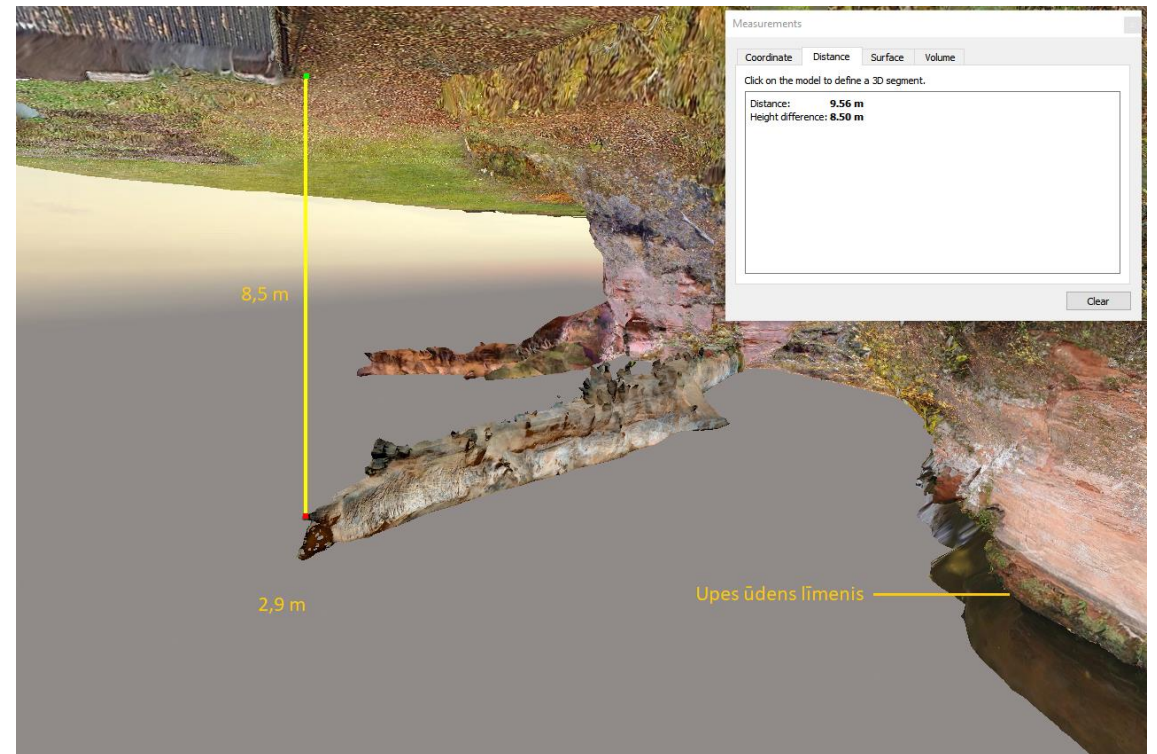 Measurements
Coordinate Distance Surface Volume
Click on the model to define a 3D segment.
Distance: 9.56 m
Height difference: 8.50 m
Clear
8,5 m
2,9 m
Upes ūdens līmenis